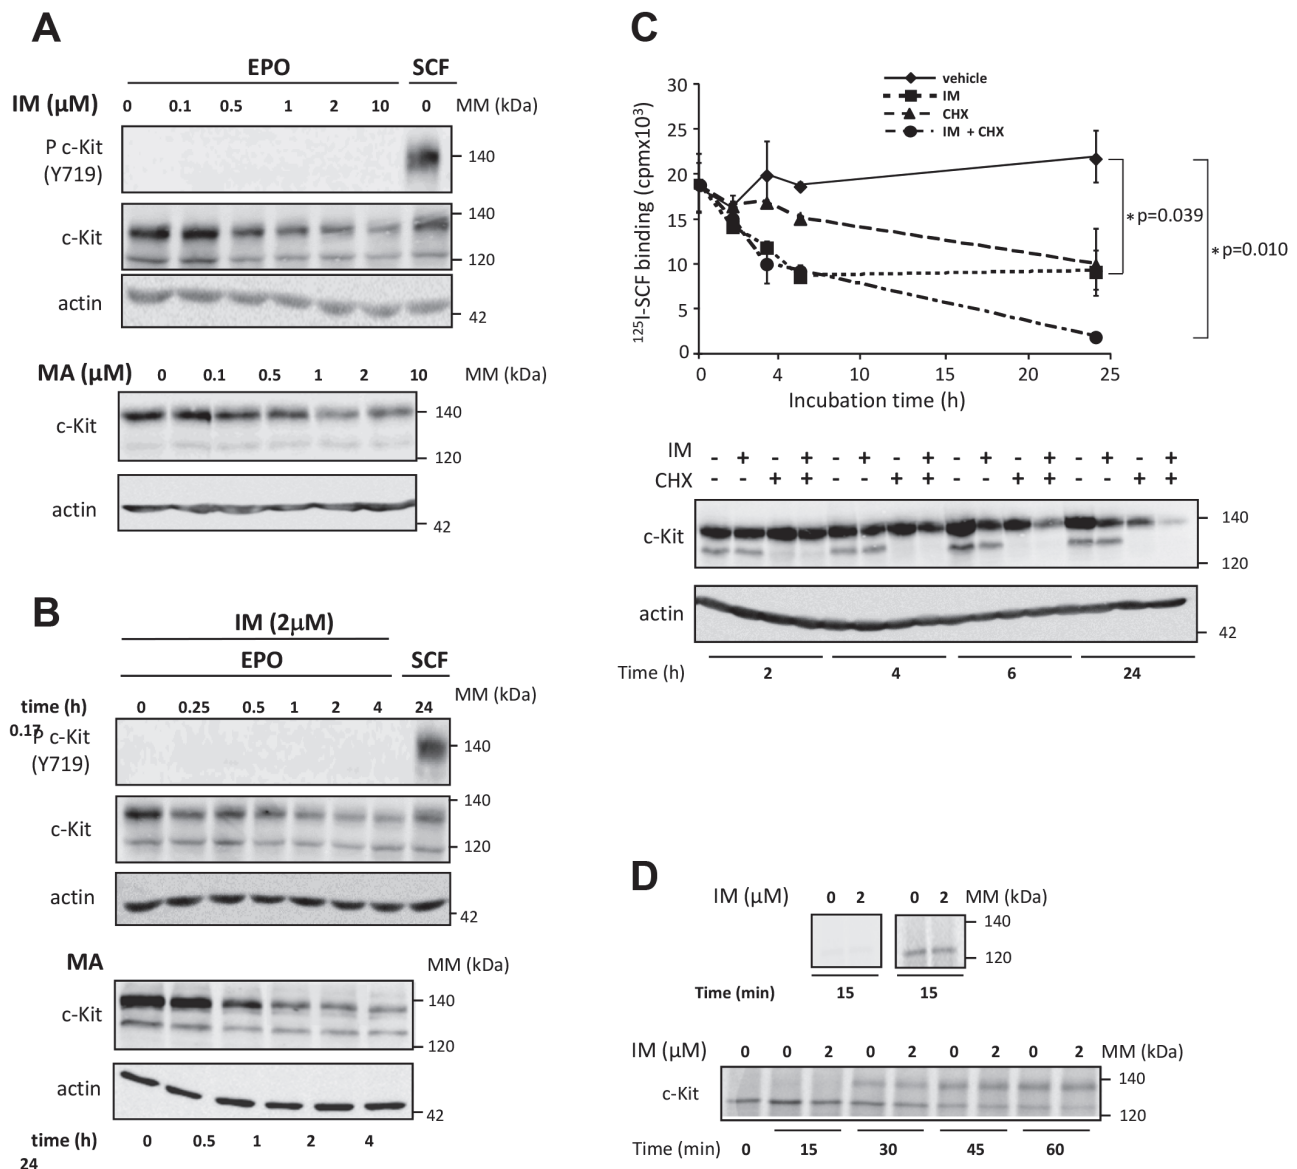 A
EPO SCF
IM (µM) 0 0.1 0.5 1 2 10 0 MM (kDa)
P c-Kit
(Y719)
140
c-Kit
140
120
actin
42
MA (µM) 0 0.1 0.5 1 2 10 MM (kDa)
c-Kit
140
120
actin
42
B
IM (2µM)
EPO SCF
MM (kDa)
time (h) 0 0.25 0.5 1 2 4 24
0.17
P c-Kit
(Y719)
140
c-Kit
140
120
actin
42
MA MM (kDa)
c-Kit
140
120
actin
42
time (h) 0 0.5 1 2 4
24
C
vehicle
IM
CHX
IM + CHX
¹²⁵I-SCF binding (cpmx10³)
30
25
20
15
10
5
0
0 4 10 15 20 25
Incubation time (h)
*p=0.039
*p=0.010
IM - + - + - + - + - + - + - + - +
CHX - - + + - - + + - - + + - - + +
c-Kit
140
120
actin
42
Time (h) 2 4 6 24
D
IM (µM) 0 2 0 2 MM (kDa)
140
120
Time (min) 15 15
IM (µM) 0 0 2 0 2 0 2 0 2 MM (kDa)
c-Kit
140
120
Time (min) 0 15 30 45 60